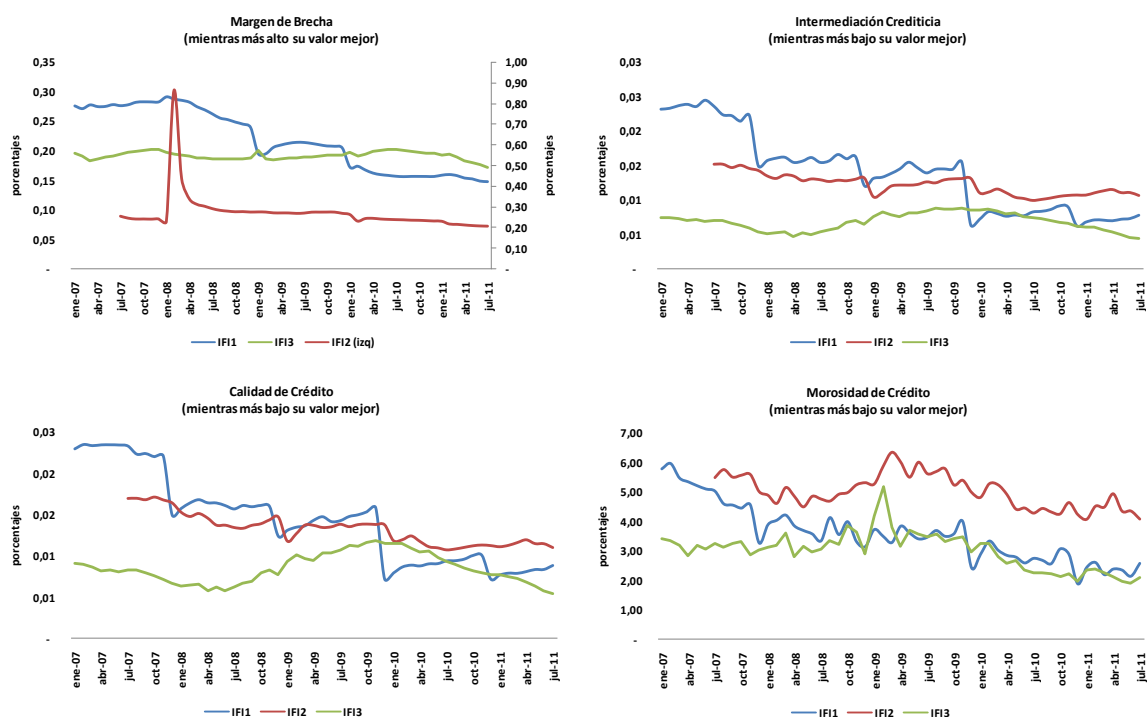 Margen de Brecha
(mientras más alto su valor mejor)
porcentajes
0,35
0,30
0,25
0,20
0,15
0,10
0,05
-
1,00
0,90
0,80
0,70
0,60
0,50
0,40
0,30
0,20
0,10
-
porcentajes
ene-07
abr-07
jul-07
oct-07
ene-08
abr-08
jul-08
oct-08
ene-09
abr-09
jul-09
oct-09
ene-10
abr-10
jul-10
oct-10
ene-11
abr-11
jul-11
IFI1 IFI3 IFI2 (izq)
Intermediación Crediticia
(mientras más bajo su valor mejor)
porcentajes
0,03
0,03
0,02
0,02
0,01
0,01
-
ene-07
abr-07
jul-07
oct-07
ene-08
abr-08
jul-08
oct-08
ene-09
abr-09
jul-09
oct-09
ene-10
abr-10
jul-10
oct-10
ene-11
abr-11
jul-11
IFI1 IFI2 IFI3
Calidad de Crédito
(mientras más bajo su valor mejor)
porcentajes
0,03
0,02
0,02
0,01
0,01
-
ene-07
abr-07
jul-07
oct-07
ene-08
abr-08
jul-08
oct-08
ene-09
abr-09
jul-09
oct-09
ene-10
abr-10
jul-10
oct-10
ene-11
abr-11
jul-11
IFI1 IFI2 IFI3
Morosidad de Crédito
(mientras más bajo su valor mejor)
porcentajes
7,00
6,00
5,00
4,00
3,00
2,00
1,00
-
ene-07
abr-07
jul-07
oct-07
ene-08
abr-08
jul-08
oct-08
ene-09
abr-09
jul-09
oct-09
ene-10
abr-10
jul-10
oct-10
ene-11
abr-11
jul-11
IFI1 IFI2 IFI3